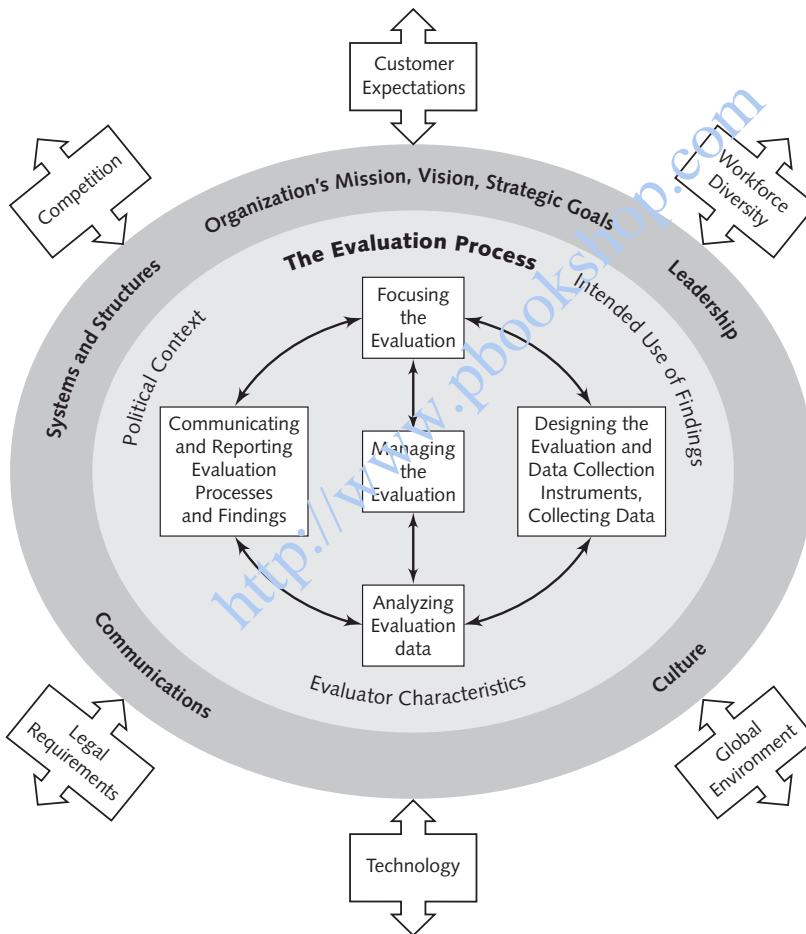 Customer
Expectations
Competition
Workforce
Diversity
Organization's Mission, Vision, Strategic Goals
Systems and Structures
Leadership
The Evaluation Process
Political Context
Intended Use of Findings
Focusing
the
Evaluation
Communicating
and Reporting
Evaluation
Processes
and Findings
Managing
the
Evaluation
Designing the
Evaluation and
Data Collection
Instruments,
Collecting Data
Analyzing
Evaluation
data
Evaluator Characteristics
Communications
Culture
Legal
Requirements
Global
Environment
Technology
http://www.pbookshop.com